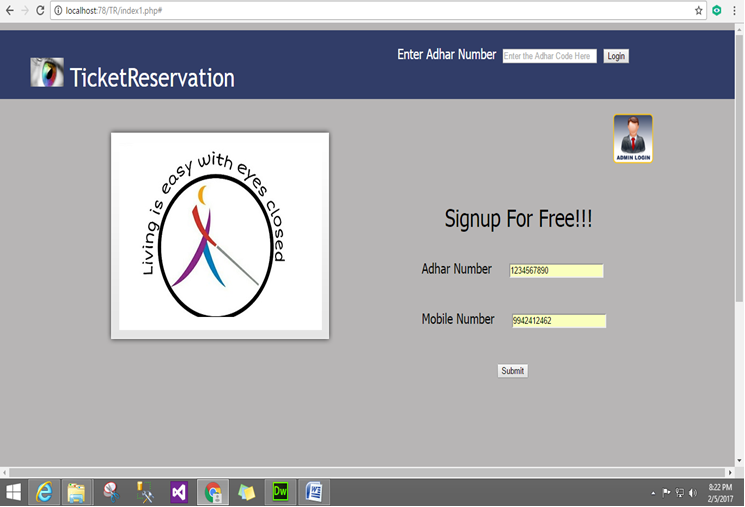 localhost:78/TR/index1.php#
Enter Adhar Number Enter the Adhar Code Here Login
TicketReservation
ADMIN LOGIN
Living is easy with eyes closed
Signup For Free!!!
Adhar Number 1234567890
Mobile Number 9942412462
Submit
Dw
8:22 PM
2/5/2017